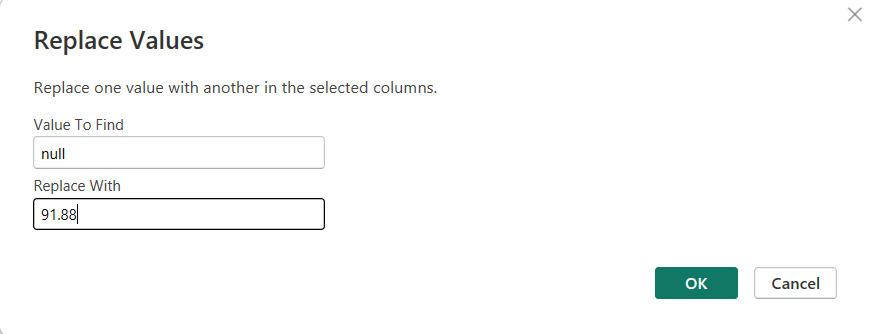 Replace Values
Replace one value with another in the selected columns.
Value To Find
null
Replace With
91.88
OK
Cancel